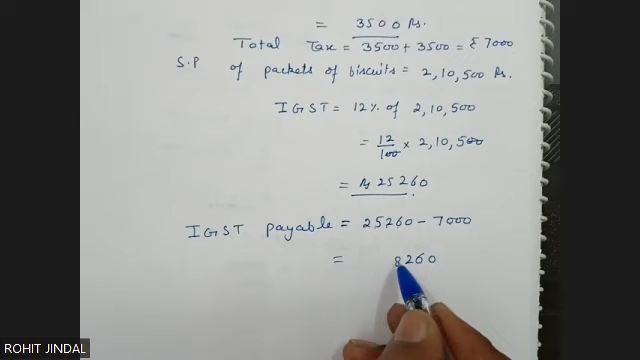 = 3500 Rs.
Total Tax = 3500 + 3500 = ₹ 7000
S.P of packets of biscuits = 2,10,500 Rs.
IGST = 12% of 2,10,500
= 12/100 × 2,10,500
= Rs 25260.
IGST payable = 25260 - 7000
= 8260
ROHIT JINDAL